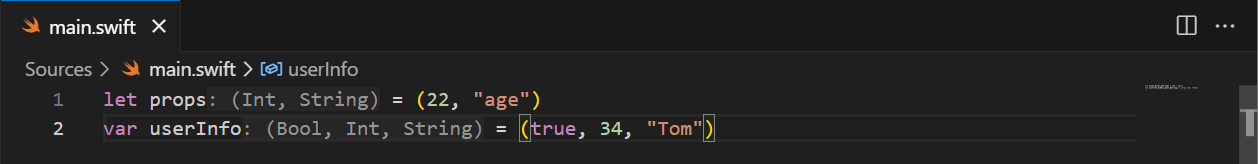 main.swift
Sources > main.swift > userInfo
1 let props: (Int, String) = (22, "age")
2 var userInfo: (Bool, Int, String) = (true, 34, "Tom")